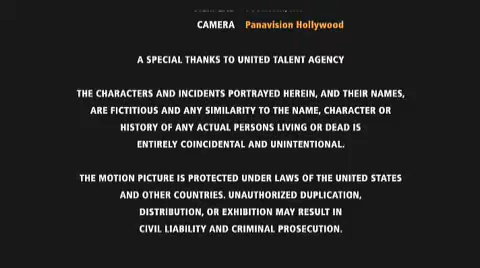 CAMERA Panavision Hollywood
A SPECIAL THANKS TO UNITED TALENT AGENCY
THE CHARACTERS AND INCIDENTS PORTRAYED HEREIN, AND THEIR NAMES,
ARE FICTITIOUS AND ANY SIMILARITY TO THE NAME, CHARACTER OR
HISTORY OF ANY ACTUAL PERSONS LIVING OR DEAD IS
ENTIRELY COINCIDENTAL AND UNINTENTIONAL.
THE MOTION PICTURE IS PROTECTED UNDER LAWS OF THE UNITED STATES
AND OTHER COUNTRIES. UNAUTHORIZED DUPLICATION,
DISTRIBUTION, OR EXHIBITION MAY RESULT IN
CIVIL LIABILITY AND CRIMINAL PROSECUTION.